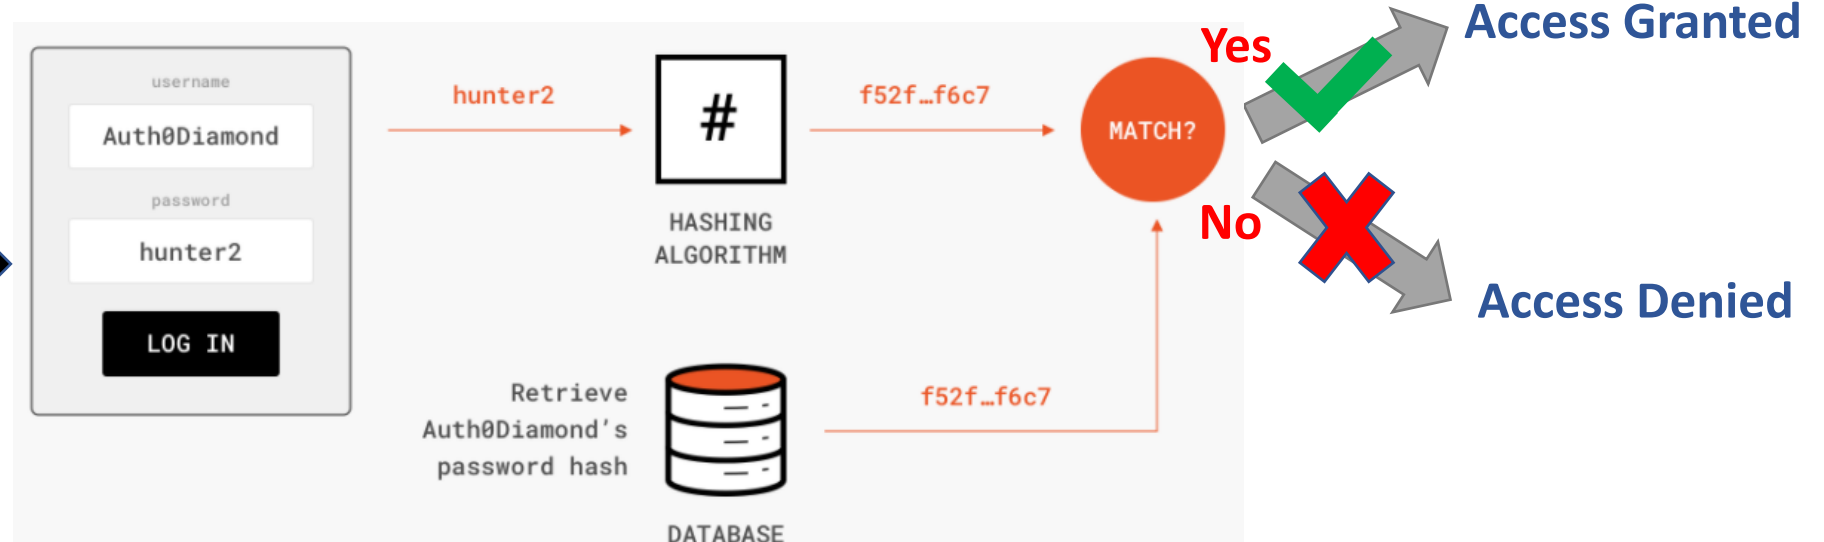 username
Auth0Diamond
password
hunter2
LOG IN
hunter2
#
HASHING
ALGORITHM
f52f…f6c7
MATCH?
Yes
Access Granted
No
Access Denied
Retrieve
Auth0Diamond’s
password hash
DATABASE
f52f…f6c7